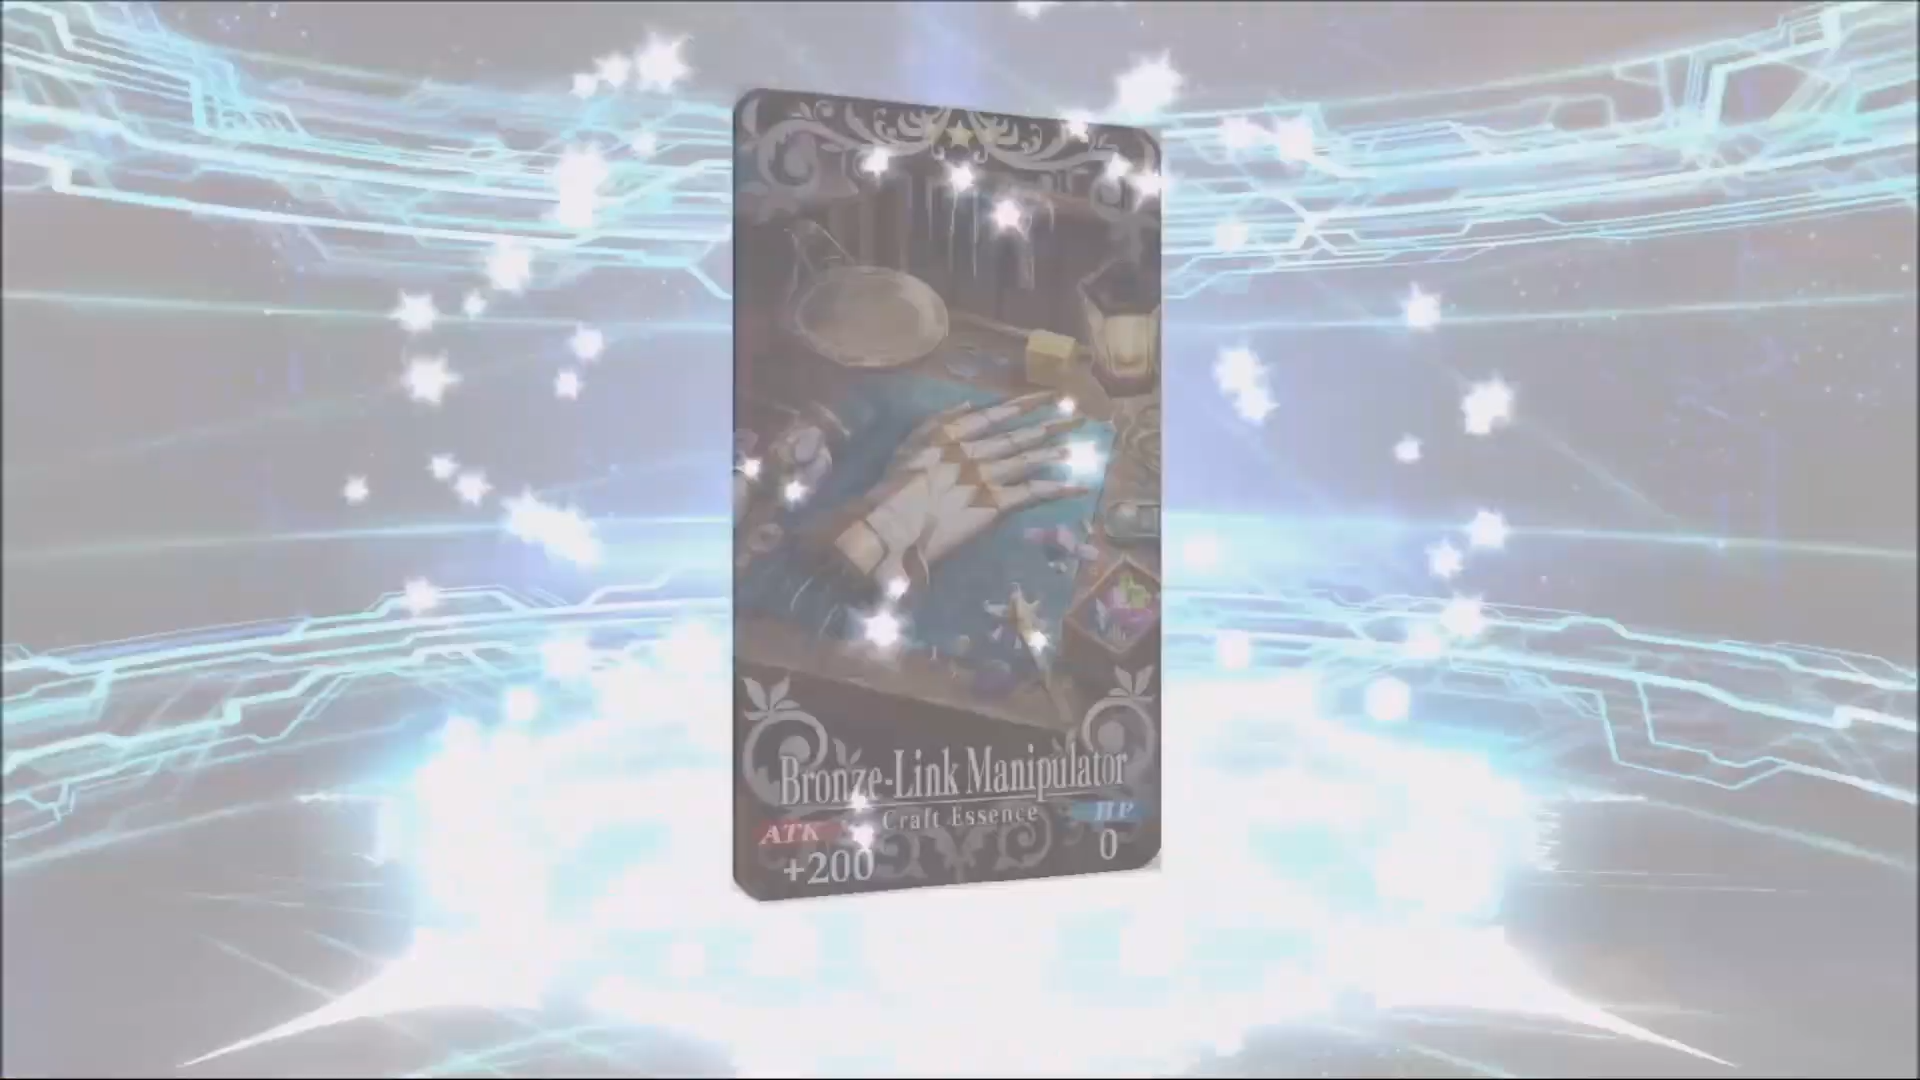 Bronze-Link Manipulator
Craft Essence
ATK
HP
+200
0